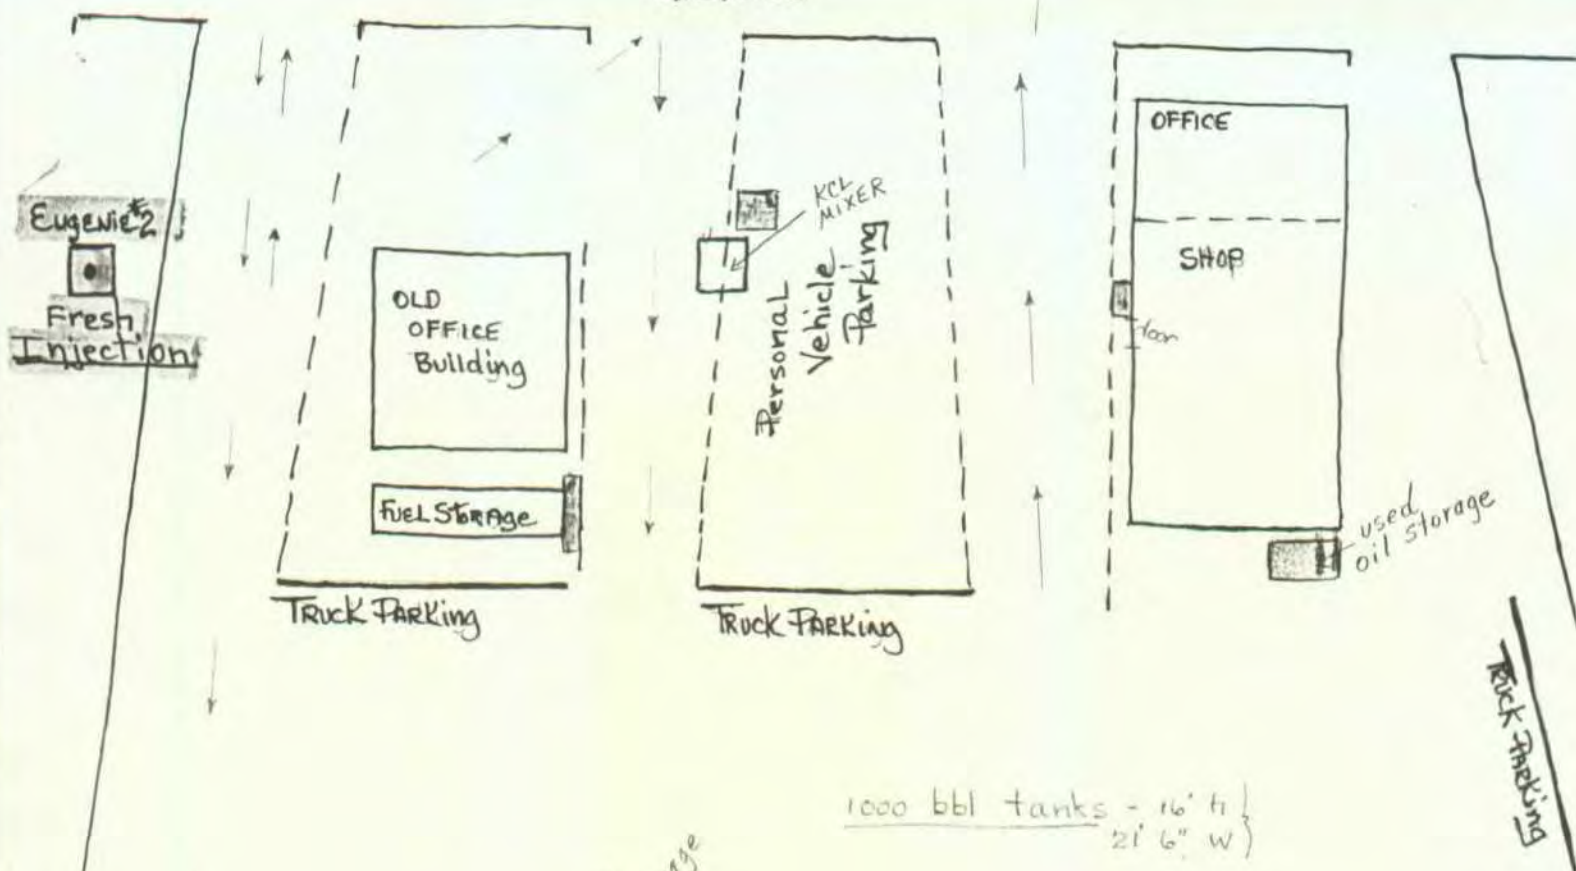 Eugenie #2
Fresh
Injection
OLD
OFFICE
Building
FUEL STORAge
TRUCK PARKing
KCL
MIXER
Personal
Vehicle
Parking
TRUCK PARKing
OFFICE
SHOP
door
used
oil storage
TRUCK PARKing
1000 bbl tanks - 16' h
21' 6" W